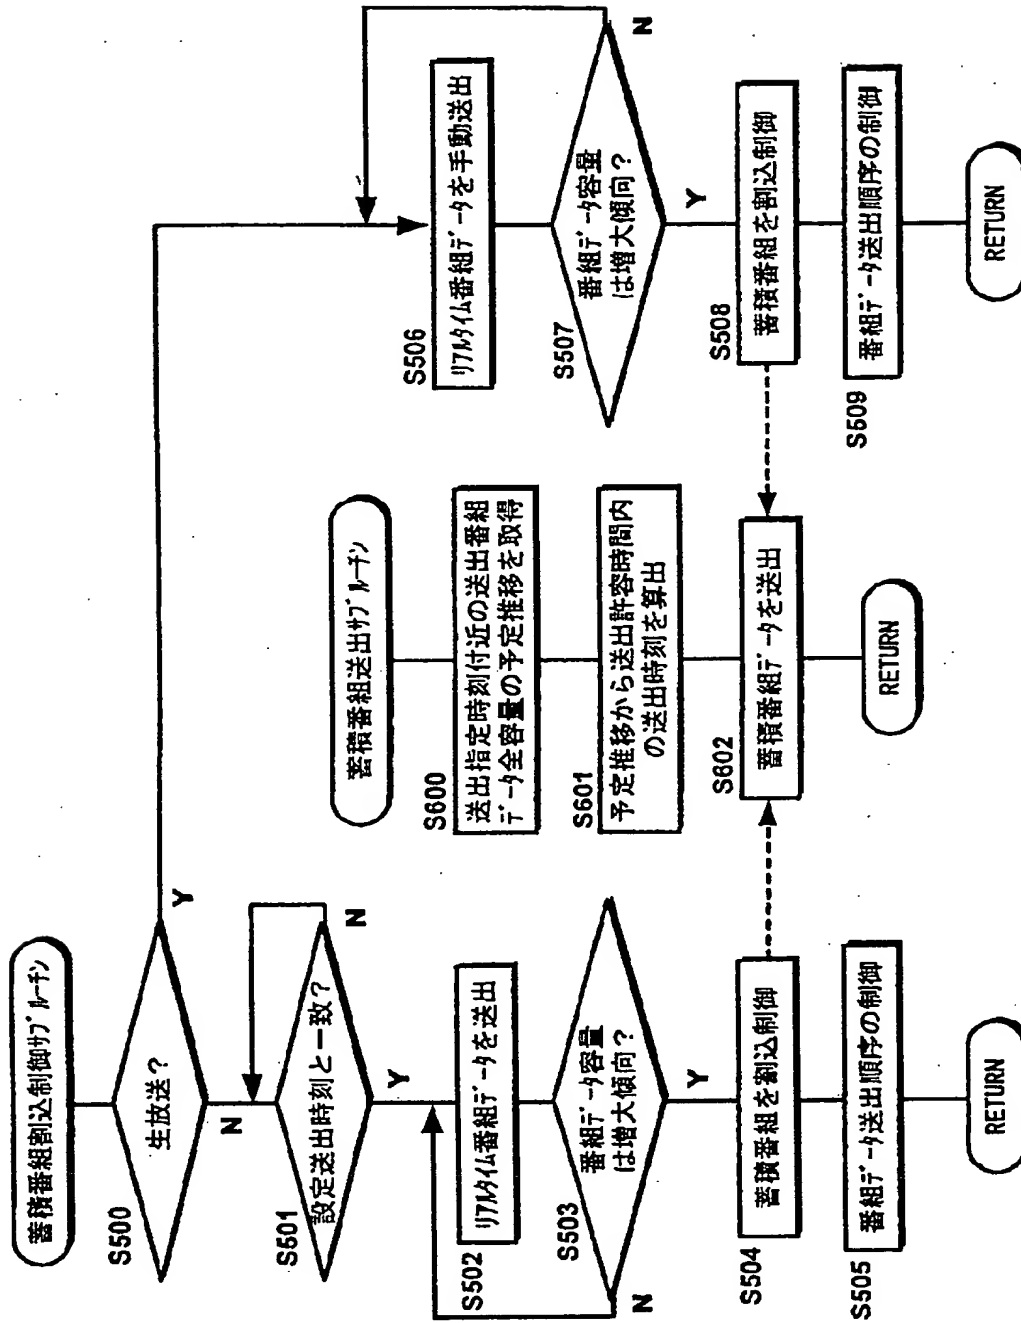 蓄積番組割込制御サブルーチン
S500
生放送?
Y
N
S501
設定送出時刻と一致?
N
Y
S502
リアルタイム番組データを送出
S503
番組データ容量
は増大傾向?
N
Y
S504
蓄積番組を割込制御
S505
番組データ送出順序の制御
RETURN
蓄積番組送出サブルーチン
S600
送出指定時刻付近の送出番組
データ全容量の予定推移を取得
S601
予定推移から送出許容時間内
の送出時刻を算出
S602
蓄積番組データを送出
RETURN
S506
リアルタイム番組データを手動送出
S507
番組データ容量
は増大傾向?
N
Y
S508
蓄積番組を割込制御
S509
番組データ送出順序の制御
RETURN